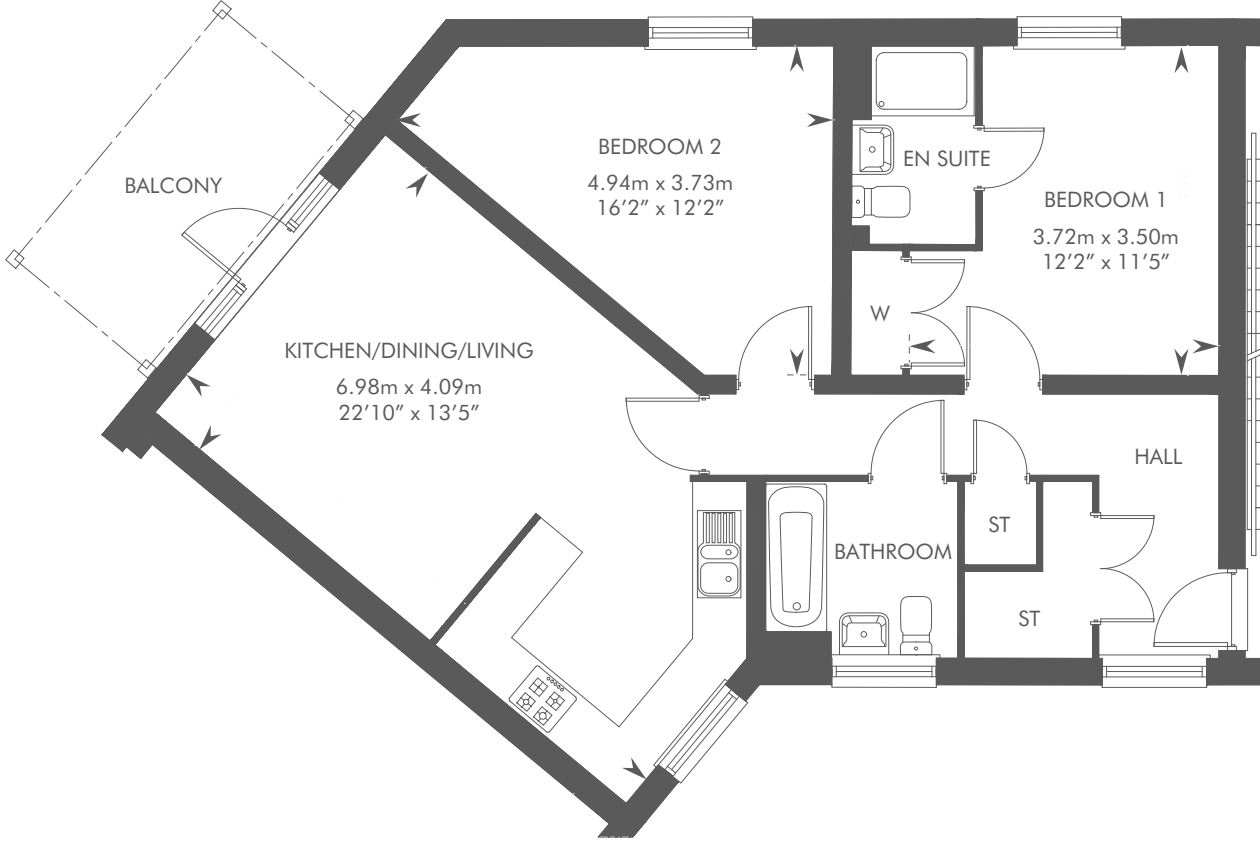 BALCONY
BEDROOM 2
4.94m x 3.73m
16’2” x 12’2”
EN SUITE
BEDROOM 1
3.72m x 3.50m
12’2” x 11’5”
W
KITCHEN/DINING/LIVING
6.98m x 4.09m
22’10” x 13’5”
HALL
ST
BATHROOM
ST